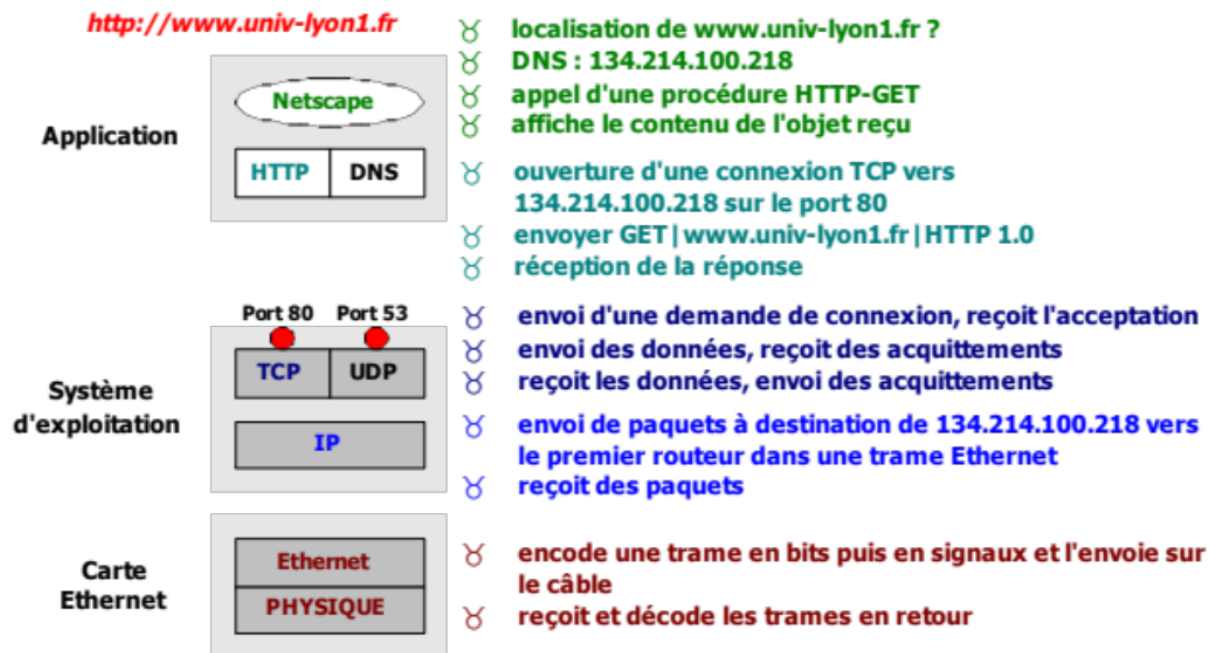 http://www.univ-lyon1.fr
localisation de www.univ-lyon1.fr ?
DNS : 134.214.100.218
appel d'une procédure HTTP-GET
affiche le contenu de l'objet reçu
Application
Netscape
HTTP
DNS
ouverture d'une connexion TCP vers
134.214.100.218 sur le port 80
envoyer GET|www.univ-lyon1.fr|HTTP 1.0
réception de la réponse
Port 80
Port 53
Système
d'exploitation
TCP
UDP
IP
envoi d'une demande de connexion, reçoit l'acceptation
envoi des données, reçoit des acquittements
reçoit les données, envoi des acquittements
envoi de paquets à destination de 134.214.100.218 vers
le premier routeur dans une trame Ethernet
reçoit des paquets
Carte
Ethernet
Ethernet
PHYSIQUE
encode une trame en bits puis en signaux et l'envoie sur
le câble
reçoit et décode les trames en retour